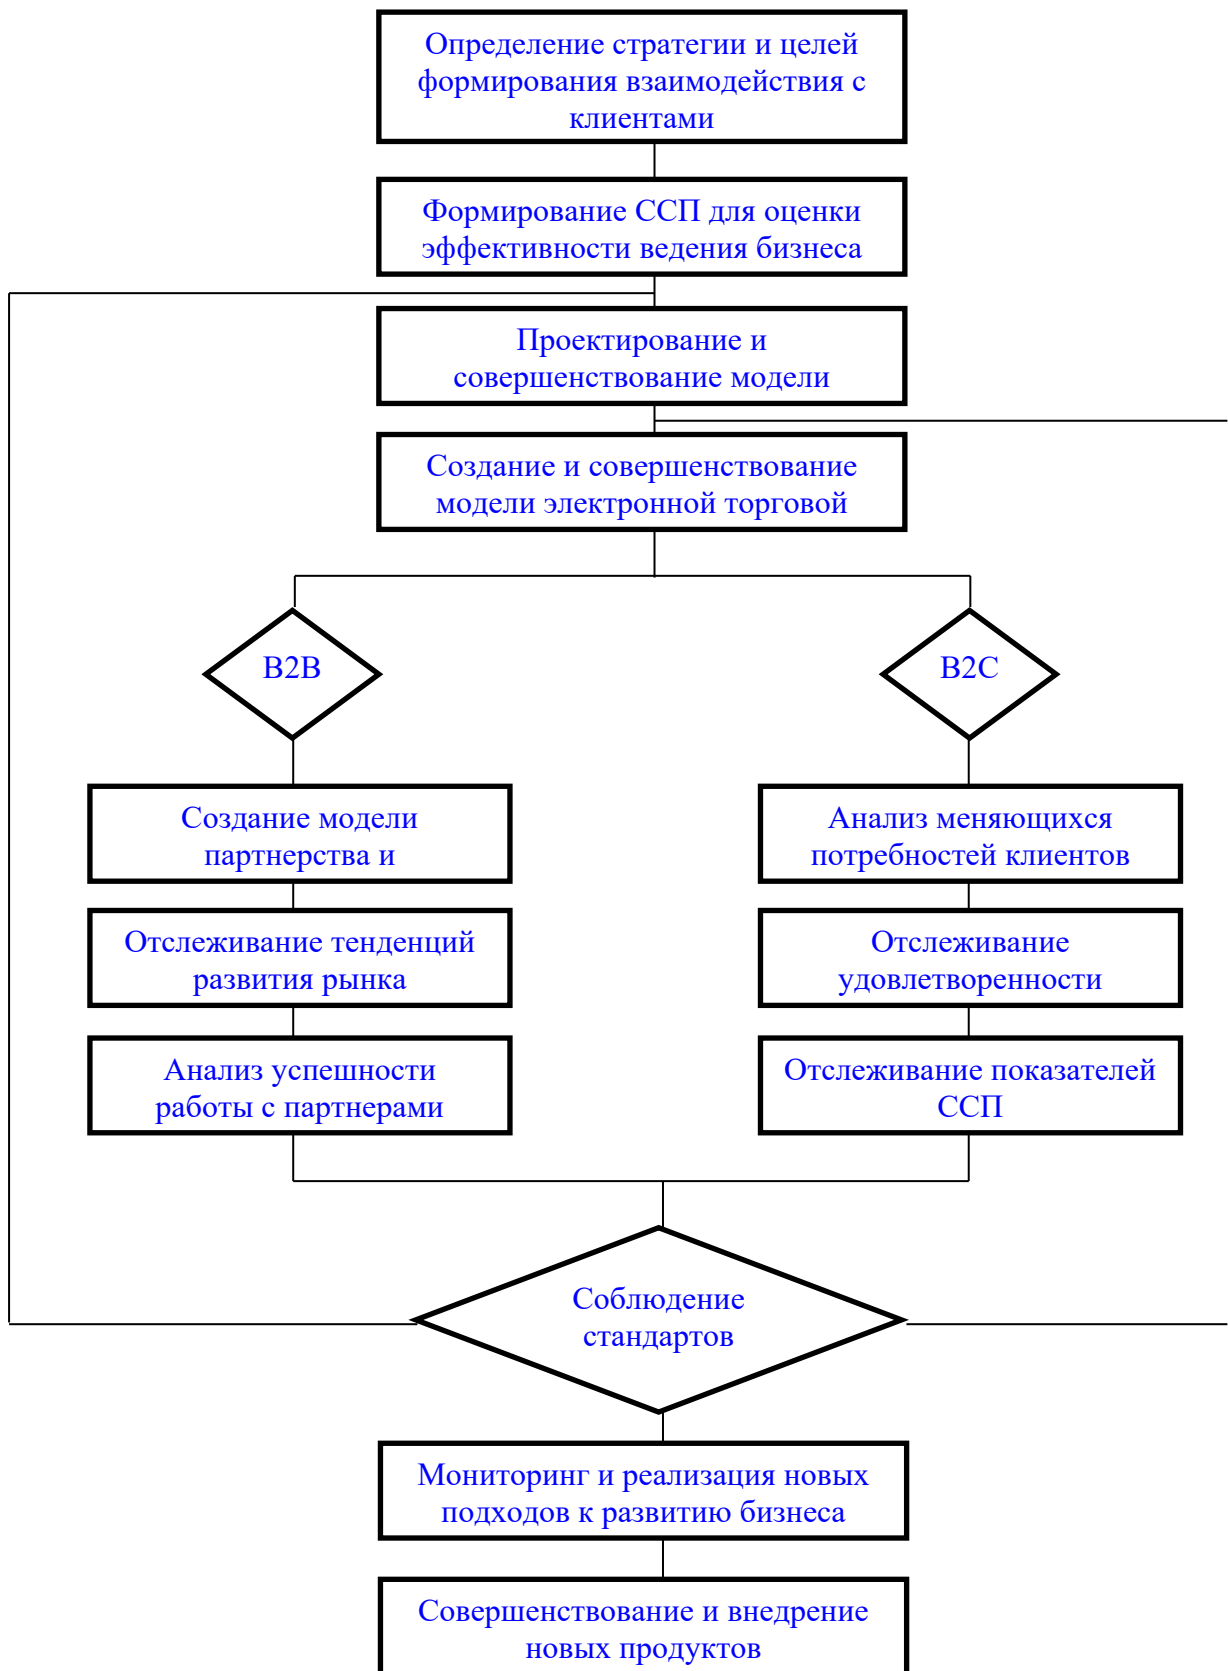 Определение стратегии и целей
формирования взаимодействия с
клиентами
Формирование ССП для оценки
эффективности ведения бизнеса
Проектирование и
совершенствование модели
Создание и совершенствование
модели электронной торговой
B2B
B2C
Создание модели
партнерства и
Отслеживание тенденций
развития рынка
Анализ успешности
работы с партнерами
Анализ меняющихся
потребностей клиентов
Отслеживание
удовлетворенности
Отслеживание показателей
ССП
Соблюдение
стандартов
Мониторинг и реализация новых
подходов к развитию бизнеса
Совершенствование и внедрение
новых продуктов